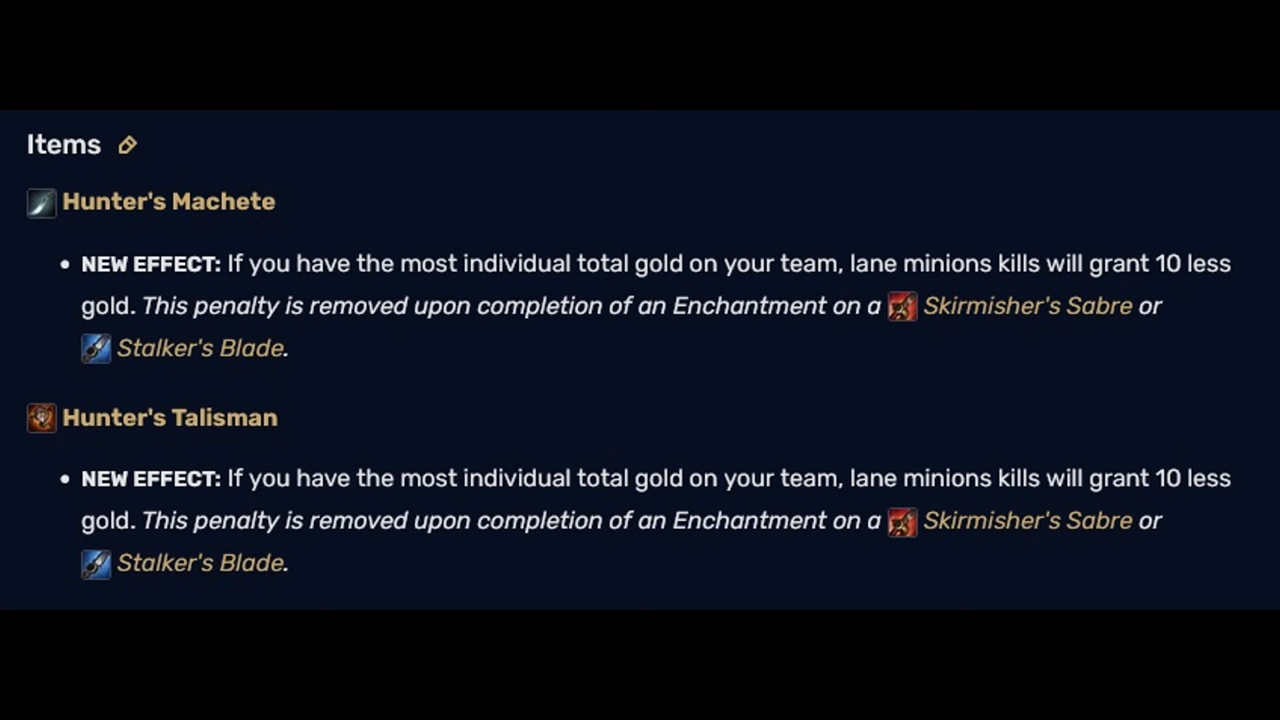 Items
Hunter's Machete
• NEW EFFECT: If you have the most individual total gold on your team, lane minions kills will grant 10 less
gold. This penalty is removed upon completion of an Enchantment on a Skirmisher's Sabre or
Stalker's Blade.
Hunter's Talisman
• NEW EFFECT: If you have the most individual total gold on your team, lane minions kills will grant 10 less
gold. This penalty is removed upon completion of an Enchantment on a Skirmisher's Sabre or
Stalker's Blade.